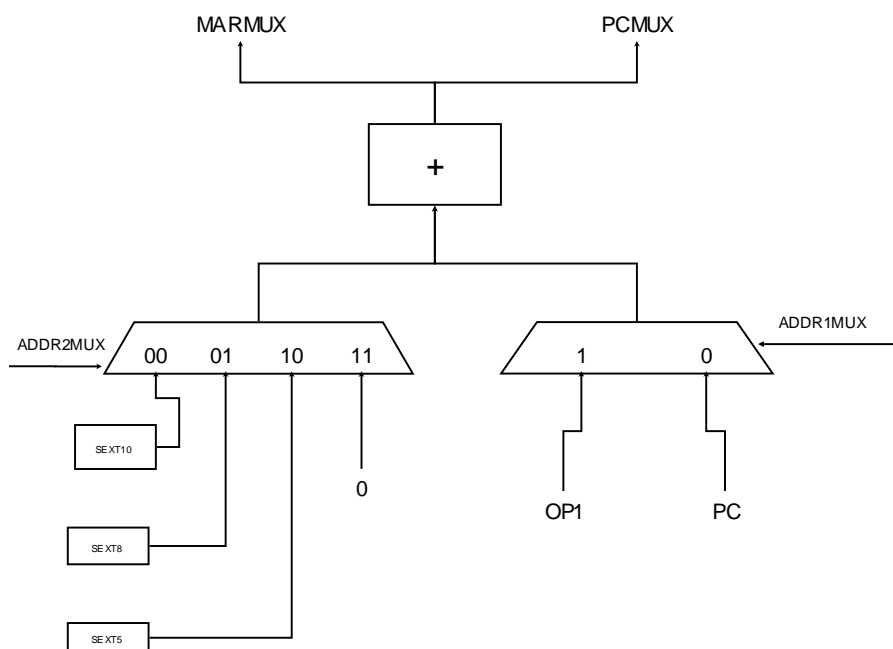 MARMUX PCMUX
+
ADDR1MUX
ADDR2MUX
00 01 10 11
1 0
SEXT10
0
OP1 PC
SEXT8
SEXT5